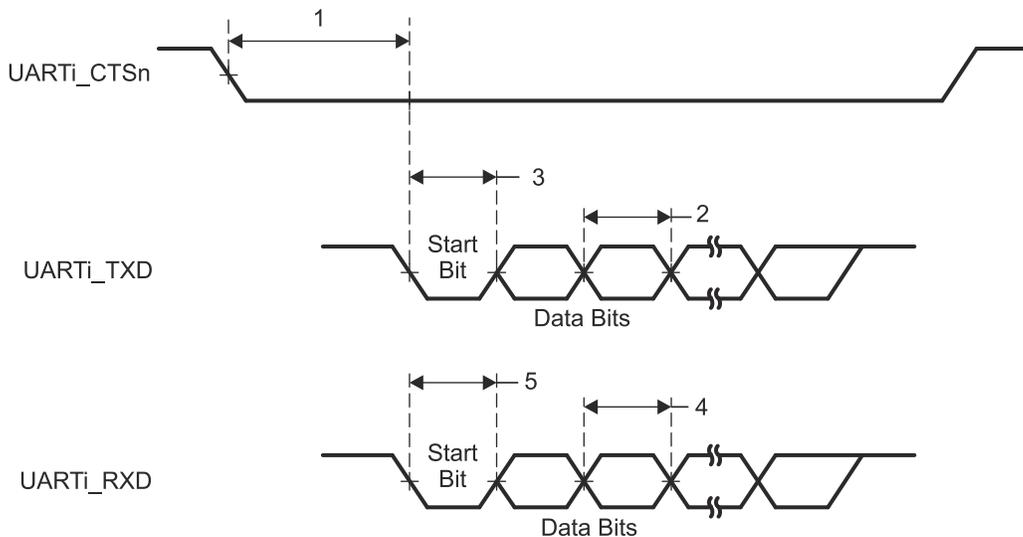 1
UARTi_CTSn
3
2
Start
Bit
UARTi_TXD
Data Bits
5
4
Start
Bit
UARTi_RXD
Data Bits